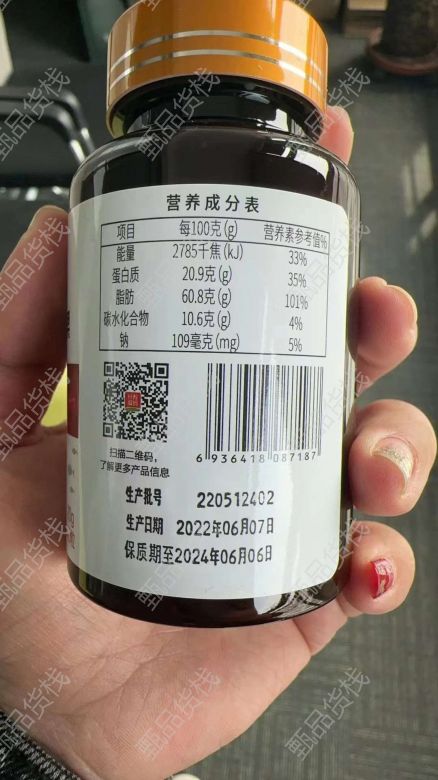 营养成分表
项目 每100克(g) 营养素参考值%
能量 2785千焦(kJ) 33%
蛋白质 20.9克(g) 35%
脂肪 60.8克(g) 101%
碳水化合物 10.6克(g) 4%
钠 109毫克(mg) 5%
扫描二维码，
了解更多产品信息
6 936418 087187
生产批号 220512402
生产日期 2022年06月07日
保质期至2024年06月06日
甄品货栈